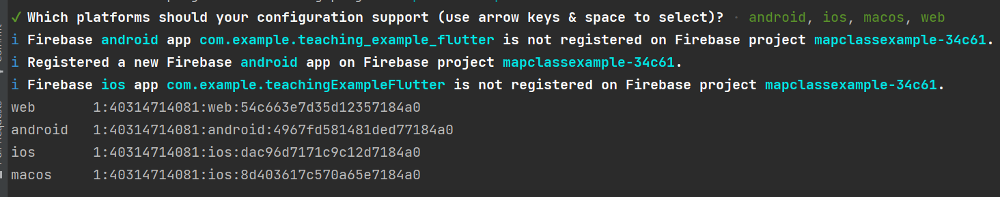 ✓ Which platforms should your configuration support (use arrow keys & space to select)? · android, ios, macos, web
i Firebase android app com.example.teaching_example_flutter is not registered on Firebase project mapclassexample-34c61.
i Registered a new Firebase android app on Firebase project mapclassexample-34c61.
i Firebase ios app com.example.teachingExampleFlutter is not registered on Firebase project mapclassexample-34c61.
web 1:40314714081:web:54c663e7d35d12357184a0
android 1:40314714081:android:4967fd581481ded77184a0
ios 1:40314714081:ios:dac96d7171c9c12d7184a0
macos 1:40314714081:ios:8d403617c570a65e7184a0